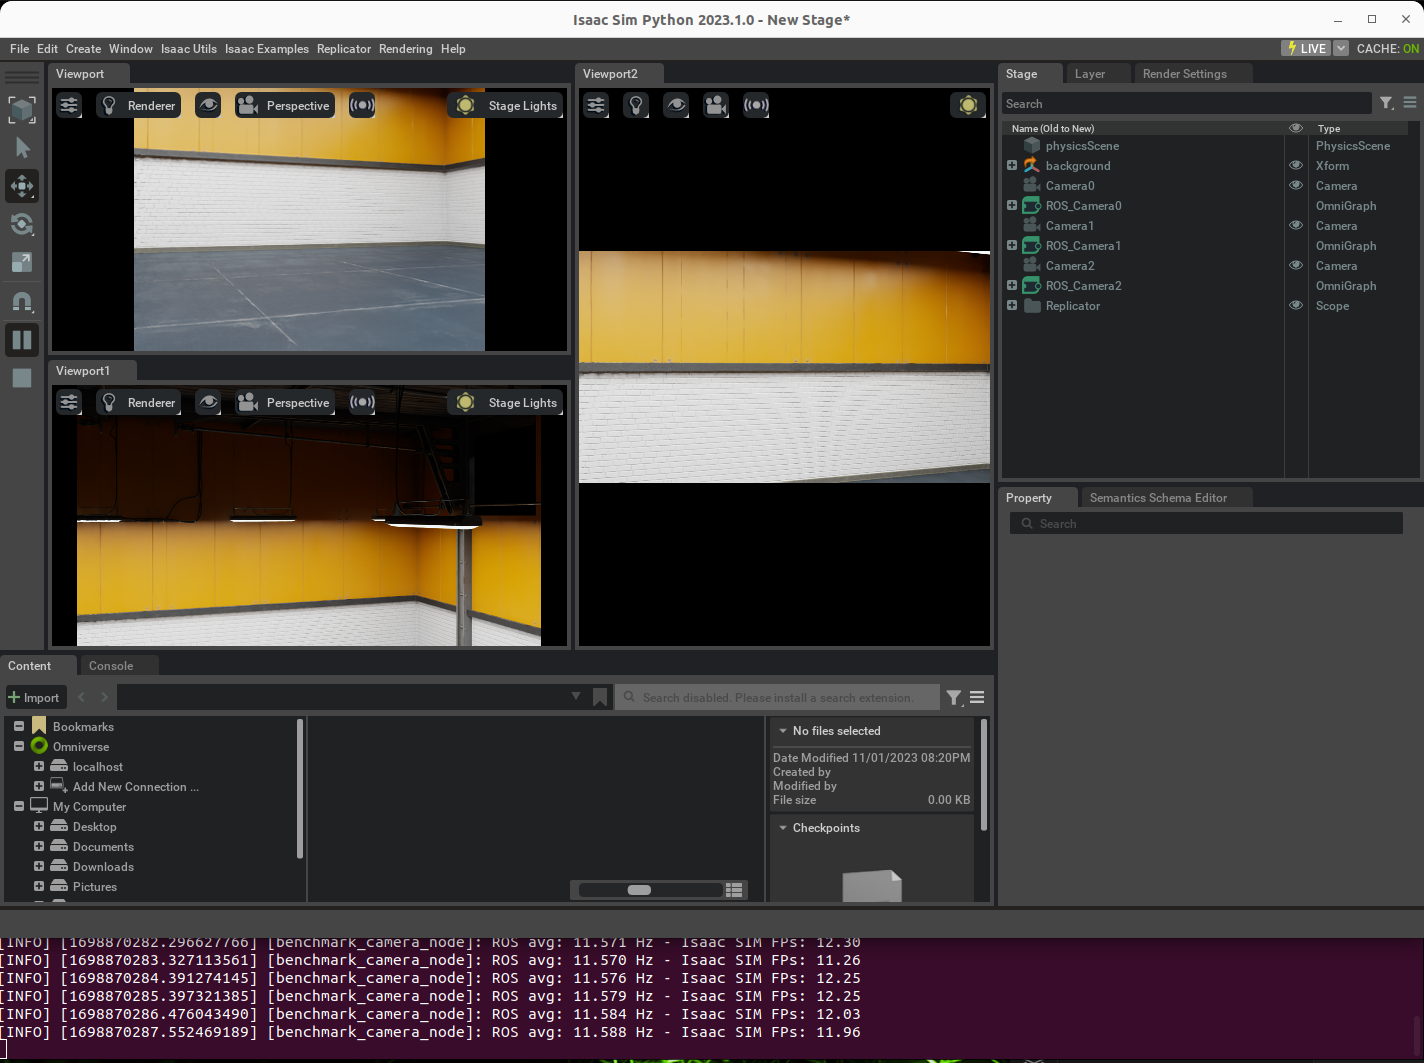 Isaac Sim Python 2023.1.0 - New Stage*
File Edit Create Window Isaac Utils Isaac Examples Replicator Rendering Help
LIVE CACHE: ON
Viewport
Renderer Perspective Stage Lights
Viewport1
Renderer Perspective Stage Lights
Viewport2
Stage Layer Render Settings
Search
Name (Old to New) Type
physicsScene PhysicsScene
background Xform
Camera0 Camera
ROS_Camera0 OmniGraph
Camera1 Camera
ROS_Camera1 OmniGraph
Camera2 Camera
ROS_Camera2 OmniGraph
Replicator Scope
Property Semantics Schema Editor
Search
Content Console
Import
Search disabled. Please install a search extension.
Bookmarks
Omniverse
localhost
Add New Connection ...
My Computer
Desktop
Documents
Downloads
Pictures
No files selected
Date Modified 11/01/2023 08:20PM
Created by
Modified by
File size 0.00 KB
Checkpoints
[INFO] [1698870282.296627766] [benchmark_camera_node]: ROS avg: 11.571 Hz - Isaac SIM FPs: 12.30
[INFO] [1698870283.327113561] [benchmark_camera_node]: ROS avg: 11.570 Hz - Isaac SIM FPs: 11.26
[INFO] [1698870284.391274145] [benchmark_camera_node]: ROS avg: 11.576 Hz - Isaac SIM FPs: 12.25
[INFO] [1698870285.397321385] [benchmark_camera_node]: ROS avg: 11.579 Hz - Isaac SIM FPs: 12.25
[INFO] [1698870286.476043490] [benchmark_camera_node]: ROS avg: 11.584 Hz - Isaac SIM FPs: 12.03
[INFO] [1698870287.552469189] [benchmark_camera_node]: ROS avg: 11.588 Hz - Isaac SIM FPs: 11.96